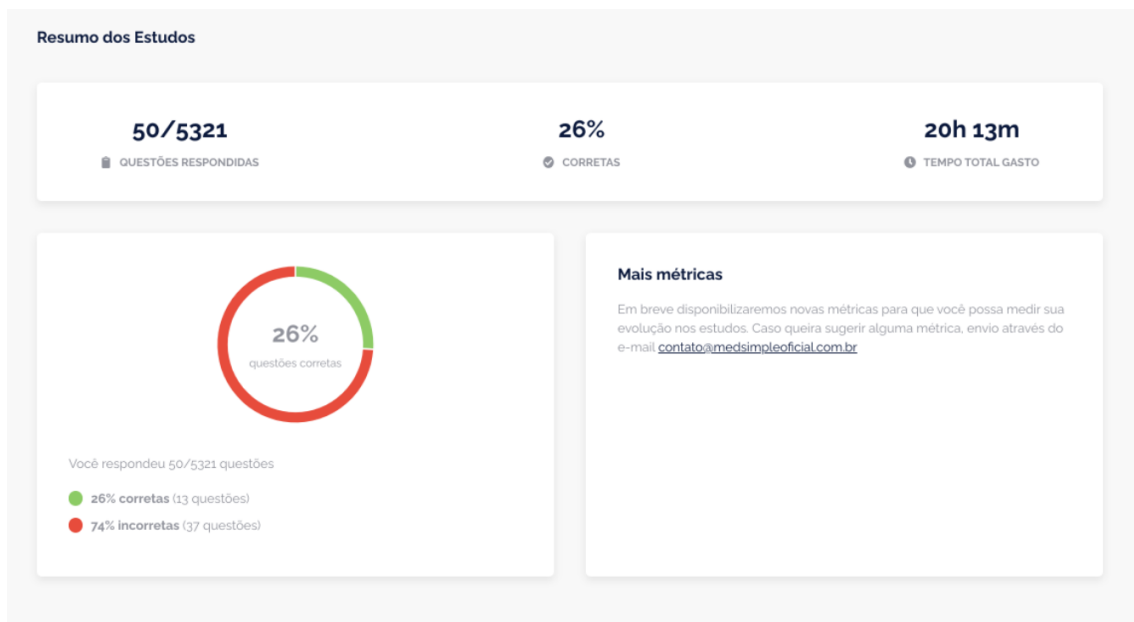 Resumo dos Estudos
50/5321
QUESTÕES RESPONDIDAS
26%
CORRETAS
20h 13m
TEMPO TOTAL GASTO
26%
questões corretas
Você respondeu 50/5321 questões
26% corretas (13 questões)
74% incorretas (37 questões)
Mais métricas
Em breve disponibilizaremos novas métricas para que você possa medir sua
evolução nos estudos. Caso queira sugerir alguma métrica, envio através do
e-mail contato@medsimpleoficial.com.br